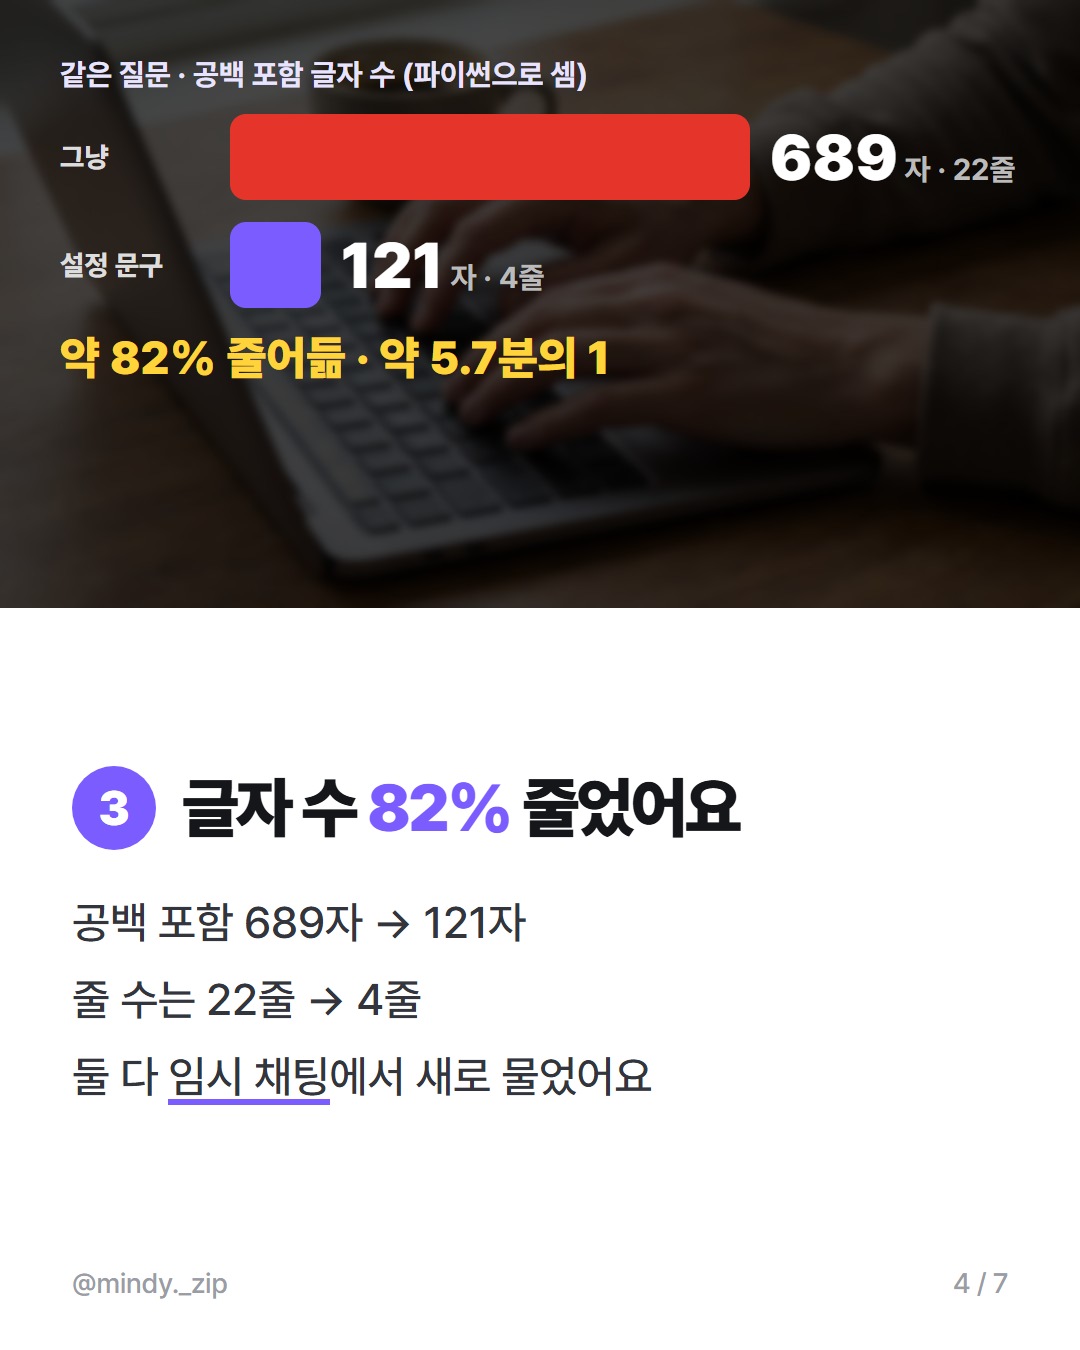 같은 질문 · 공백 포함 글자 수 (파이썬으로 셈)
그냥
689 자 · 22줄
설정 문구
121 자 · 4줄
약 82% 줄어듦 · 약 5.7분의 1
3 글자 수 82% 줄었어요
공백 포함 689자 → 121자
줄 수는 22줄 → 4줄
둘 다 임시 채팅에서 새로 물었어요
@mindy._zip
4 / 7